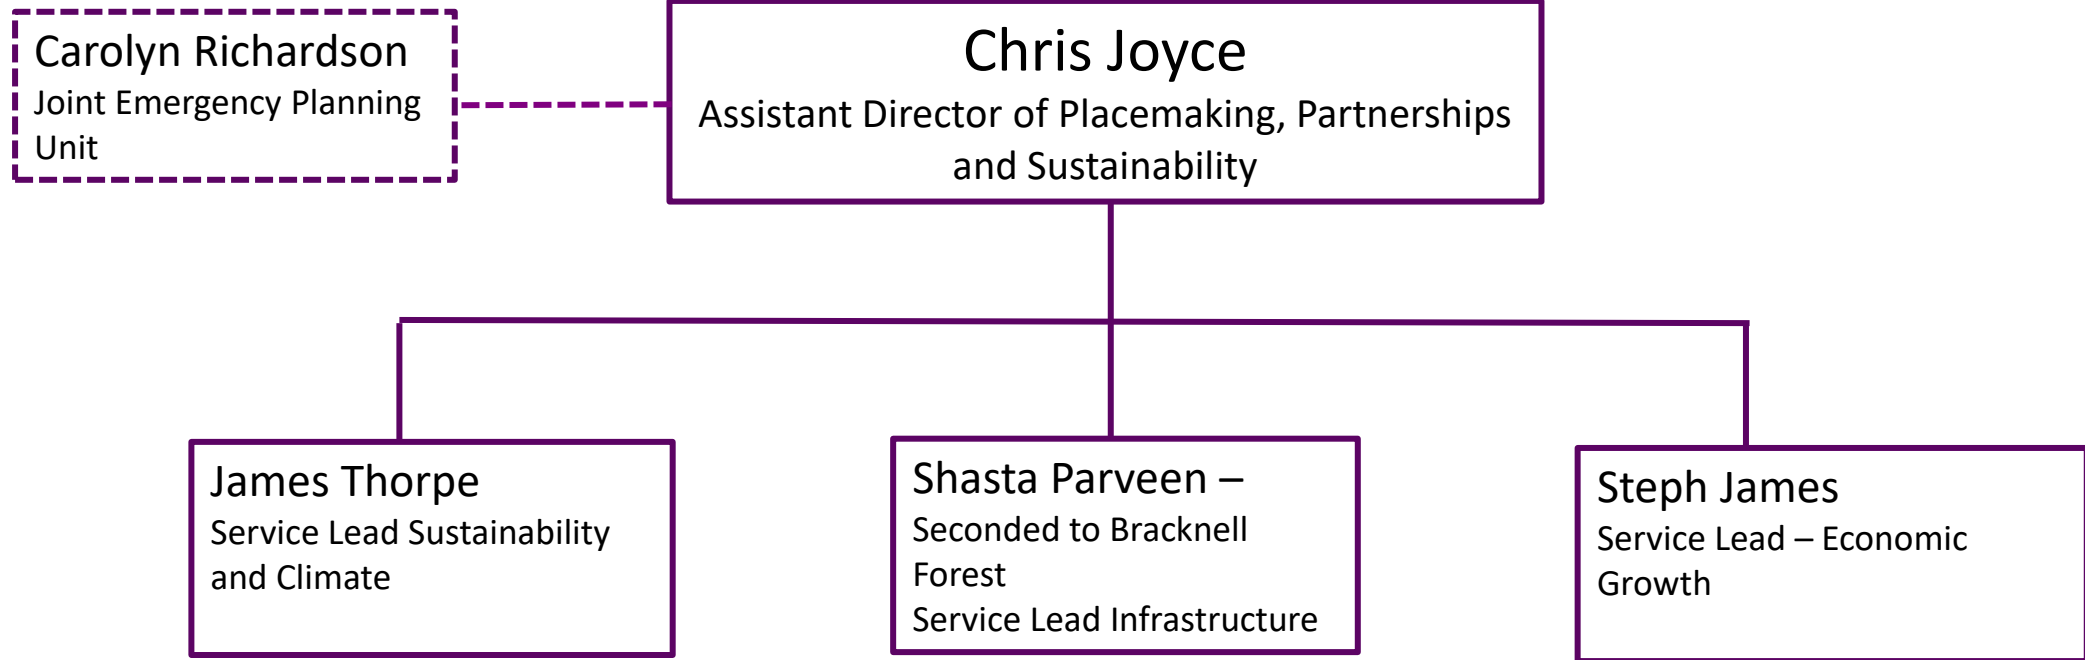 Carolyn Richardson
Joint Emergency Planning
Unit
Chris Joyce
Assistant Director of Placemaking, Partnerships
and Sustainability
James Thorpe
Service Lead Sustainability
and Climate
Shasta Parveen –
Seconded to Bracknell
Forest
Service Lead Infrastructure
Steph James
Service Lead – Economic
Growth